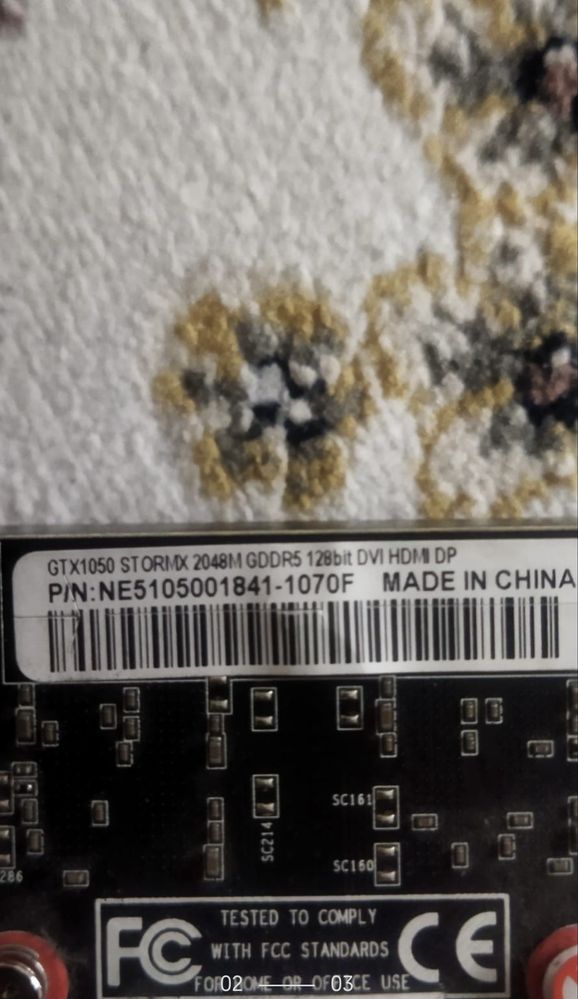 GTX1050 STORMX 2048M GDDR5 128bit DVI HDMI DP
P/N:NE5105001841-1070F MADE IN CHINA
SC161
SC214
SC160
286
FC CE
TESTED TO COMPLY
WITH FCC STANDARDS
FOR HOME OR OFFICE USE
02 03